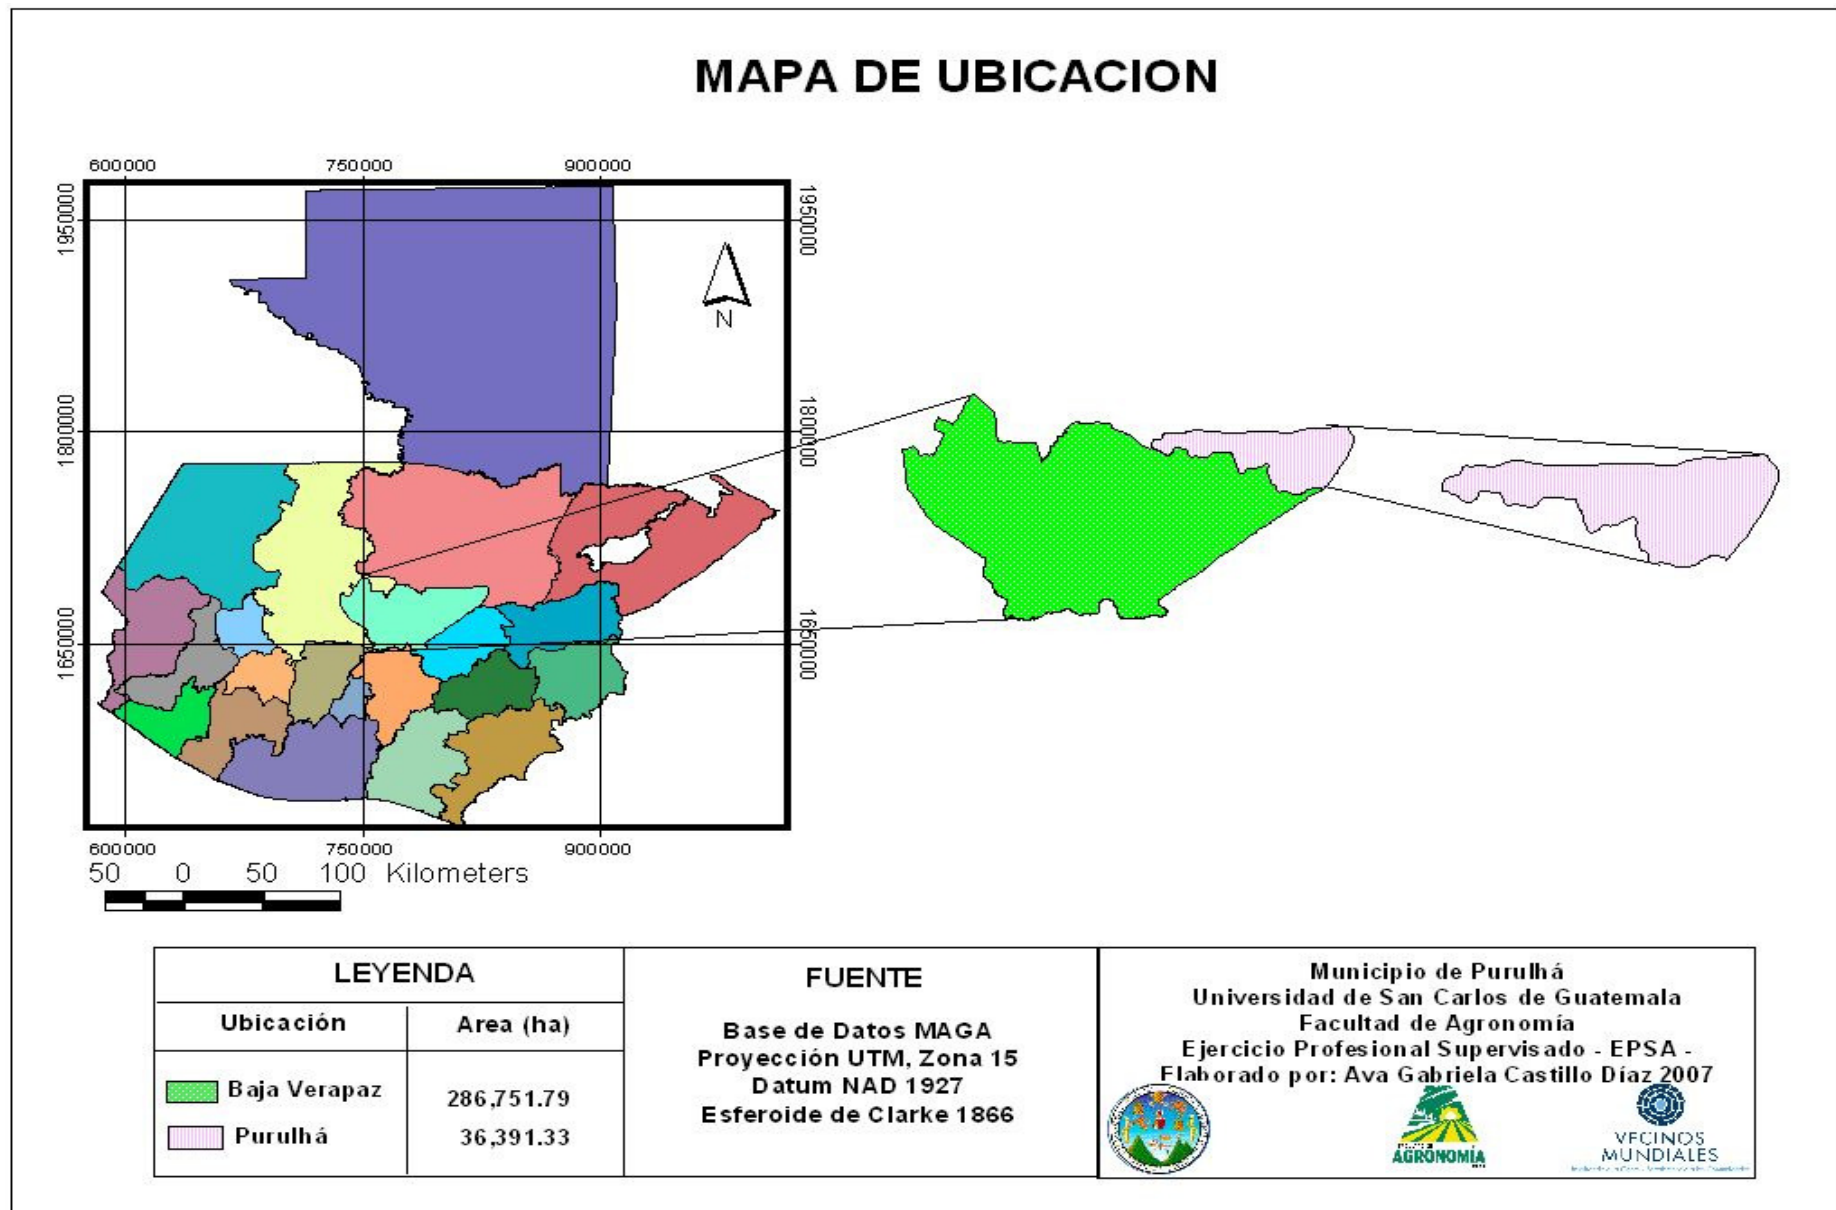 MAPA DE UBICACION
600000 750000 900000
1950000 1950000
N
1800000 1800000
1650000 1650000
600000 750000 900000
50 0 50 100 Kilometers
LEYENDA
Ubicación Area (ha)
Baja Verapaz 286,751.79
Purulhá 36,391.33
FUENTE
Base de Datos MAGA
Proyección UTM, Zona 15
Datum NAD 1927
Esferoide de Clarke 1866
Municipio de Purulhá
Universidad de San Carlos de Guatemala
Facultad de Agronomía
Ejercicio Profesional Supervisado - EPSA -
Elaborado por: Ava Gabriela Castillo Díaz 2007
AGRONOMÍA
VECINOS
MUNDIALES